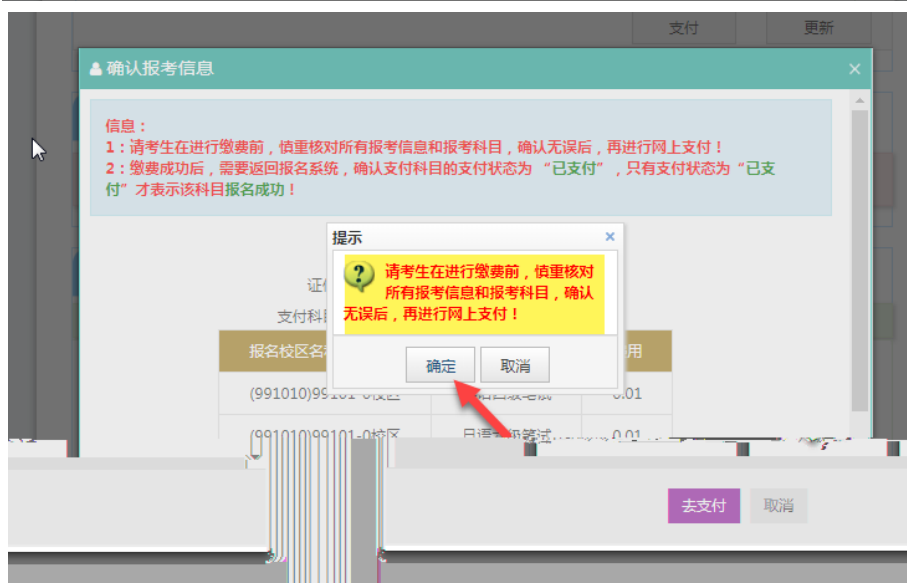 支付 更新
确认报考信息 ×
信息：
1：请考生在进行缴费前，慎重核对所有报考信息和报考科目，确认无误后，再进行网上支付！
2：缴费成功后，需要返回报名系统，确认支付科目的支付状态为 “已支付” ，只有支付状态为 “已支
付” 才表示该科目报名成功！
提示 ×
请考生在进行缴费前，慎重核对
所有报考信息和报考科目，确认
无误后，再进行网上支付！
支付科目
报名校区名 用
确定 取消
(991010)99101-0校区 0.01
(991010)99101-0校区 0.01
去支付 取消